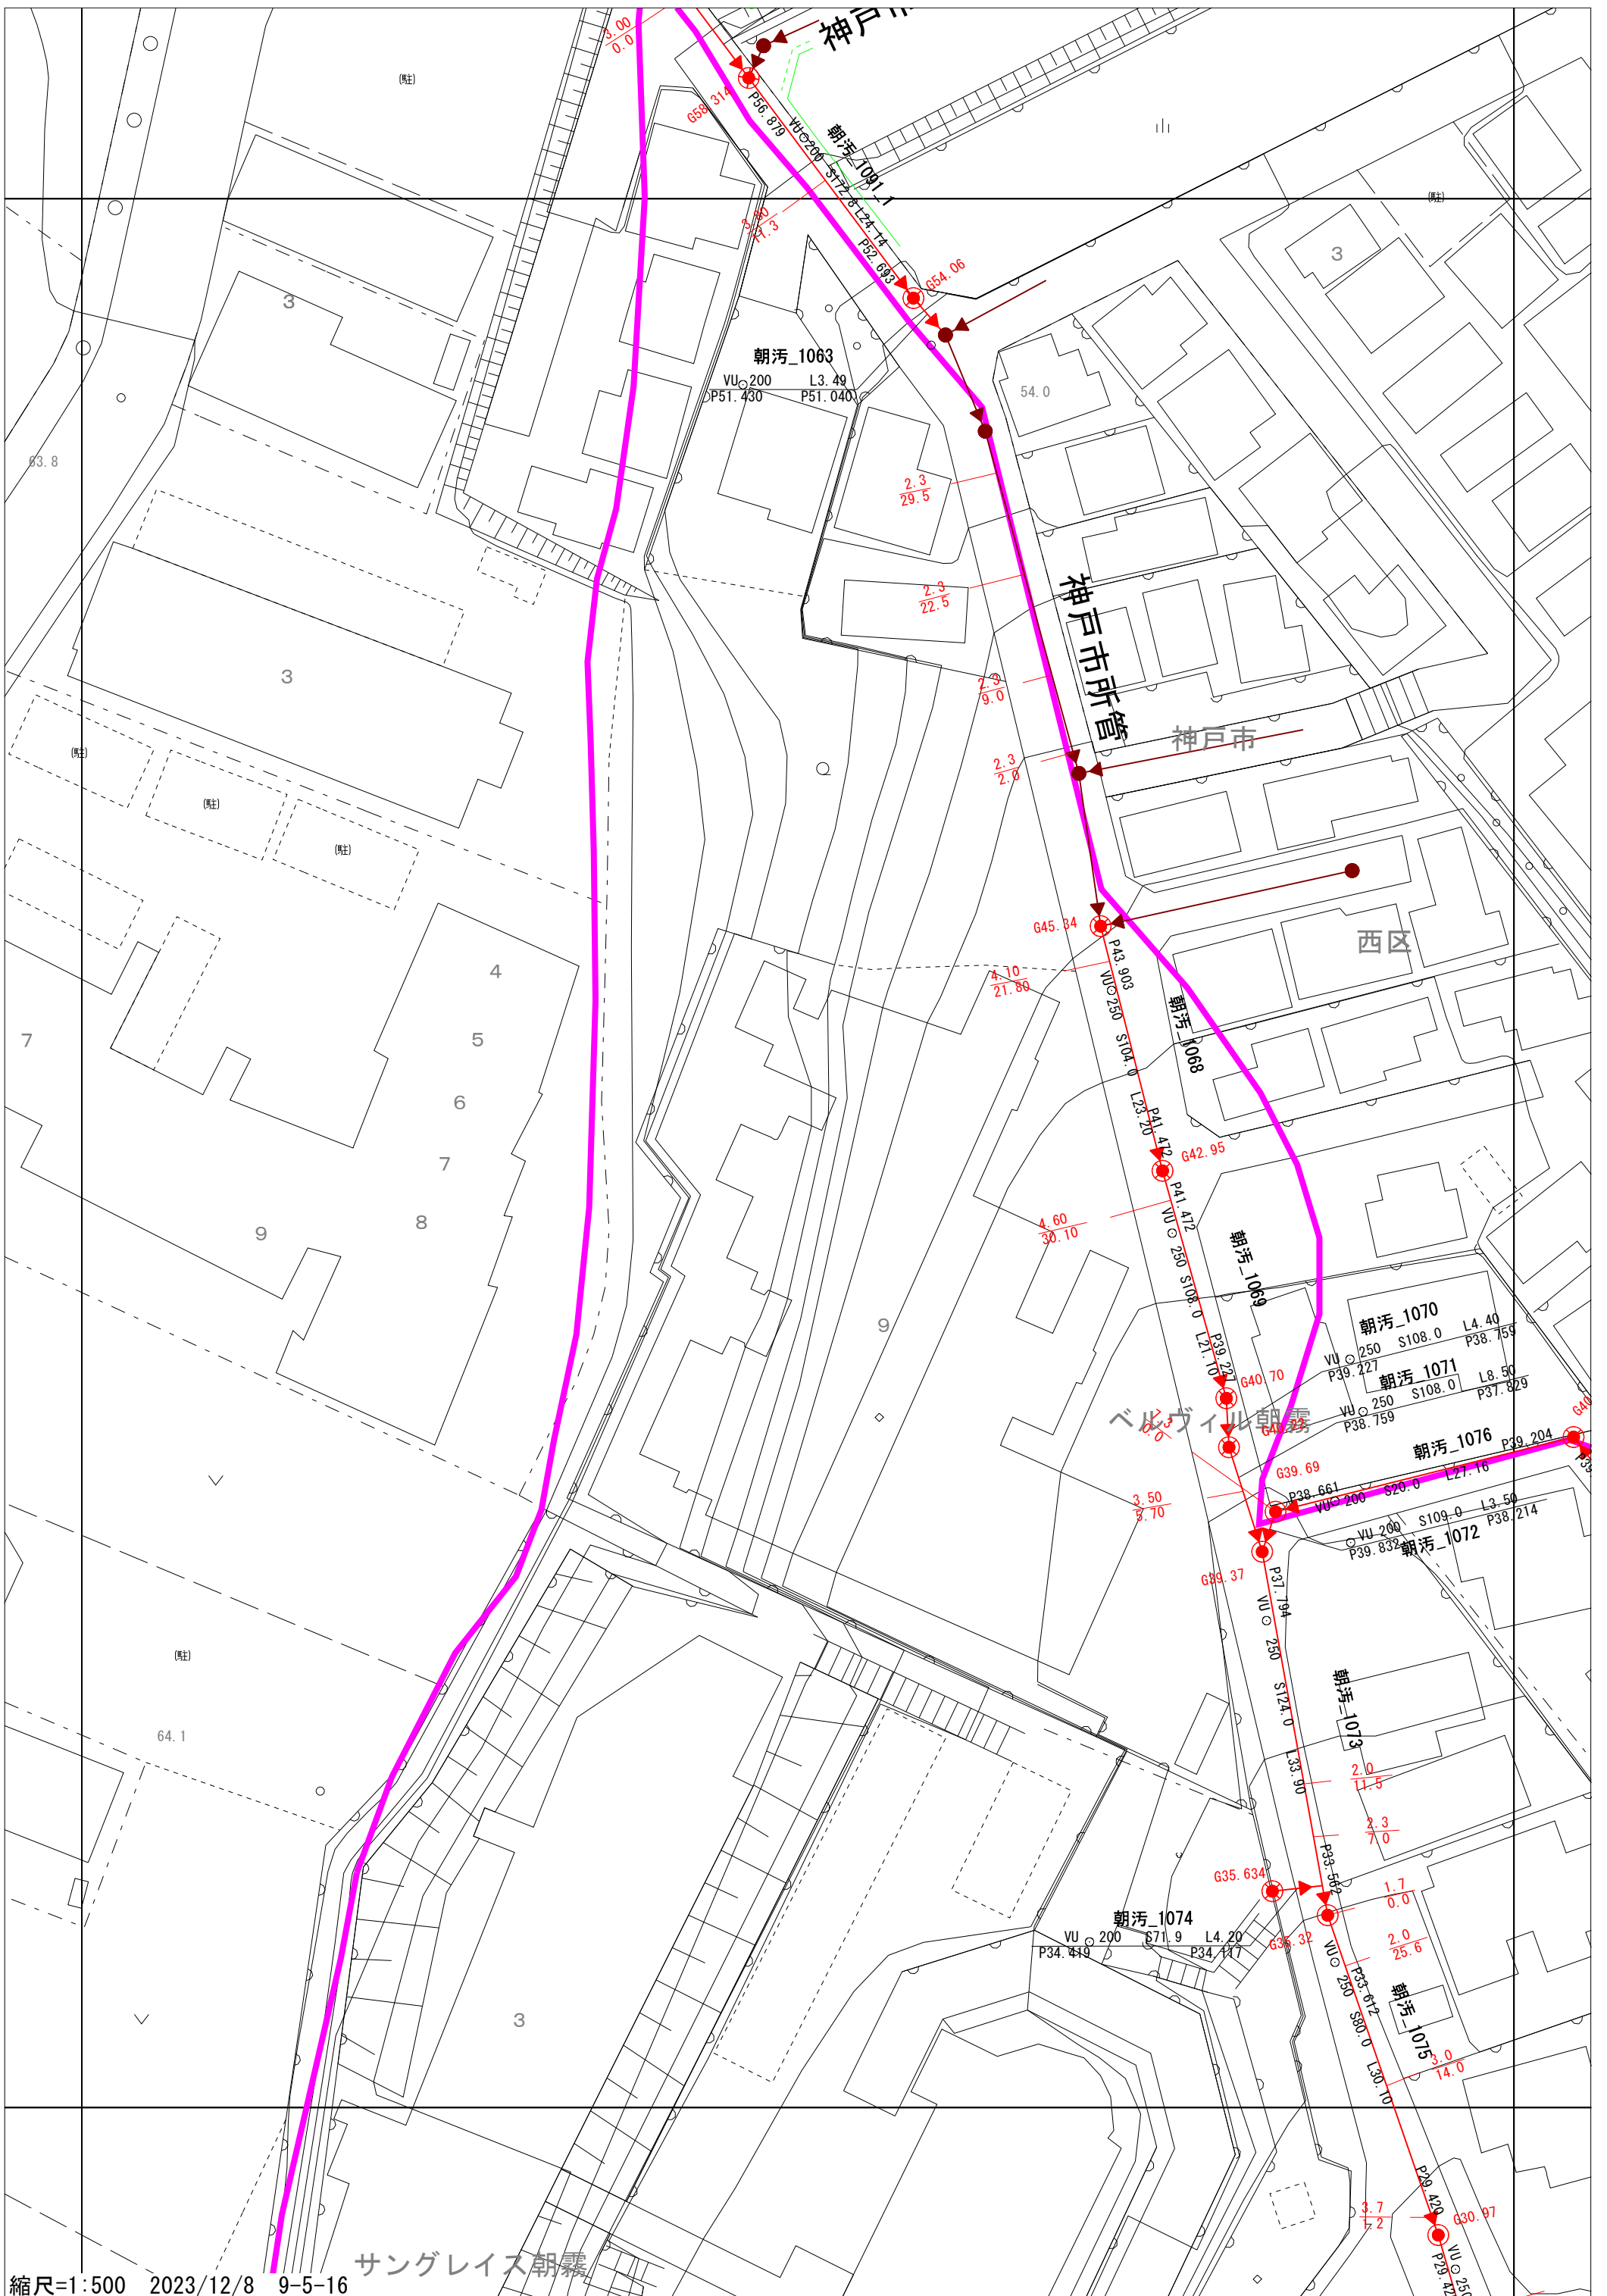 3.00
0.0
神戸市
(駐)
G58.314
P56.879
VU 200
S172.8
L24.14
P52.693
朝汚_1091_1
3.80
11.3
G54.06
(駐)
3
3
朝汚_1063
VU 200 L3.49
P51.430 P51.040
54.0
63.8
2.3
29.5
2.3
22.5
神戸市所管
3
2.3
9.0
神戸市
2.3
2.0
(駐)
(駐)
(駐)
G45.34
西区
4
P43.903
4.10
21.80
VU 250 S104.0 L23.20
P41.472
朝汚_1068
7
5
6
G42.95
7
P41.472
8
9
4.60
30.10
VU 250 S108.0 L21.10
P39.227
朝汚_1069
9
朝汚_1070
VU 250 S108.0 L4.40
P39.227 P38.759
朝汚_1071
VU 250 S108.0 L8.50
P38.759 P37.829
G40.70
ベルヴィル朝霧
朝汚_1076
P39.204
G39.69
P38.661
VU 200 S20.0 L27.16
3.50
5.70
VU 200 S109.0 L3.50
P39.832 P38.214
朝汚_1072
G39.37
P37.794
VU 250 S124.0 L33.90
P33.562
朝汚_1073
(駐)
64.1
2.0
11.5
2.3
7.0
G35.634
1.7
0.0
朝汚_1074
VU 200 S71.9 L4.20
P34.419 P34.117
G35.32
2.0
25.6
VU 250 S80.0 L30.10
P33.612
朝汚_1075
3
3.0
14.0
P29.420
3.7
1.2
G30.97
VU 250
サングレイス朝霧
縮尺=1:500 2023/12/8 9-5-16